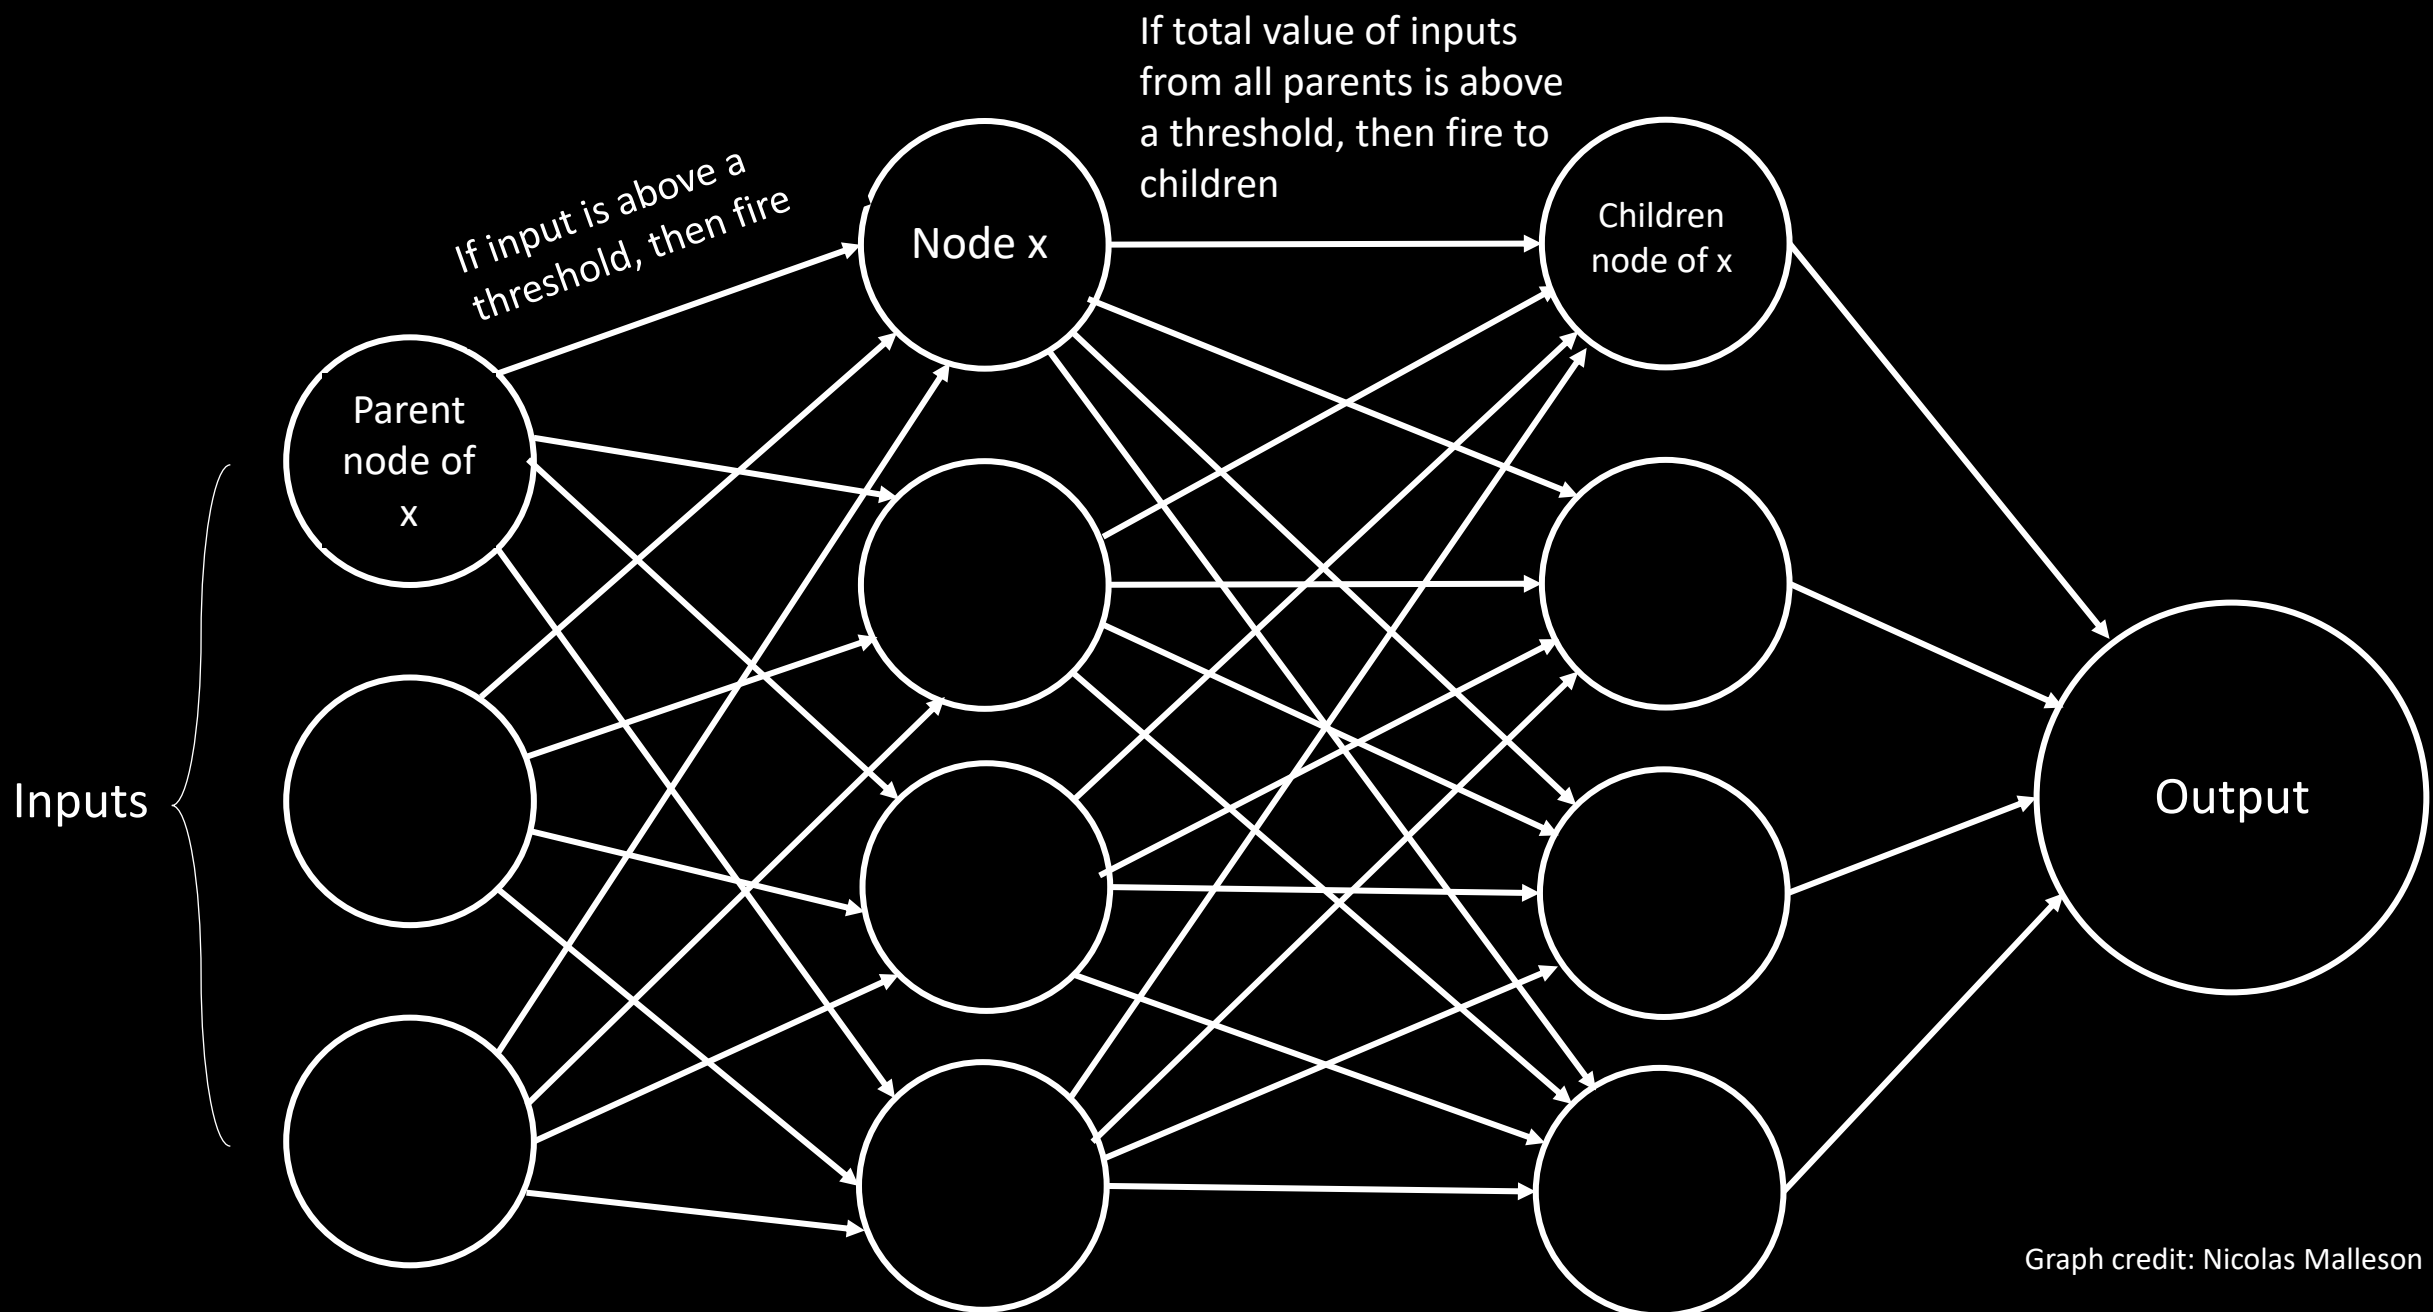 If total value of inputs
from all parents is above
a threshold, then fire to
children
If input is above a
threshold, then fire
Node x
Children
node of x
Parent
node of
x
Inputs
Output
Graph credit: Nicolas Malleson